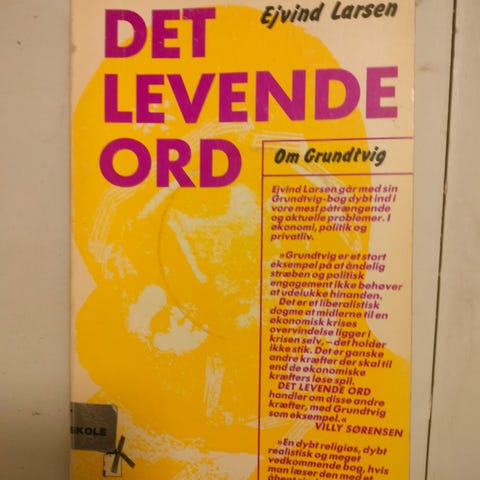 Ejvind Larsen
DET
LEVENDE
ORD
Om Grundtvig
Ejvind Larsen går med sin
Grundtvig-bog dybt ind i
vore mest påtrængende
og aktuelle problemer. I
økonomi, politik og
privatliv.
»Grundtvig er et stort
eksempel på at åndelig
stræben og politisk
engagement ikke behøver
at udelukke hinanden.
Det er et liberalistisk
dogme at midlerne til en
økonomisk krises
overvindelse ligger i
krisen selv, – det holder
ikke stik. Det er ganske
andre kræfter der skal til
end de økonomiske
kræfters løse spil.
DET LEVENDE ORD
handler om disse andre
kræfter, med Grundtvig
som eksempel.«
VILLY SØRENSEN
»En dybt religiøs, dybt
realistisk og meget
vedkommende bog, hvis
man læser den med et
SKOLE